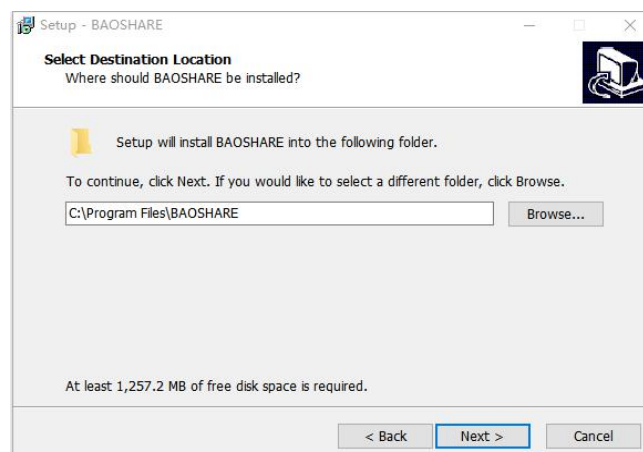 Setup - BAOSHARE
Select Destination Location
Where should BAOSHARE be installed?
Setup will install BAOSHARE into the following folder.
To continue, click Next. If you would like to select a different folder, click Browse.
C:\Program Files\BAOSHARE
Browse...
At least 1,257.2 MB of free disk space is required.
< Back
Next >
Cancel